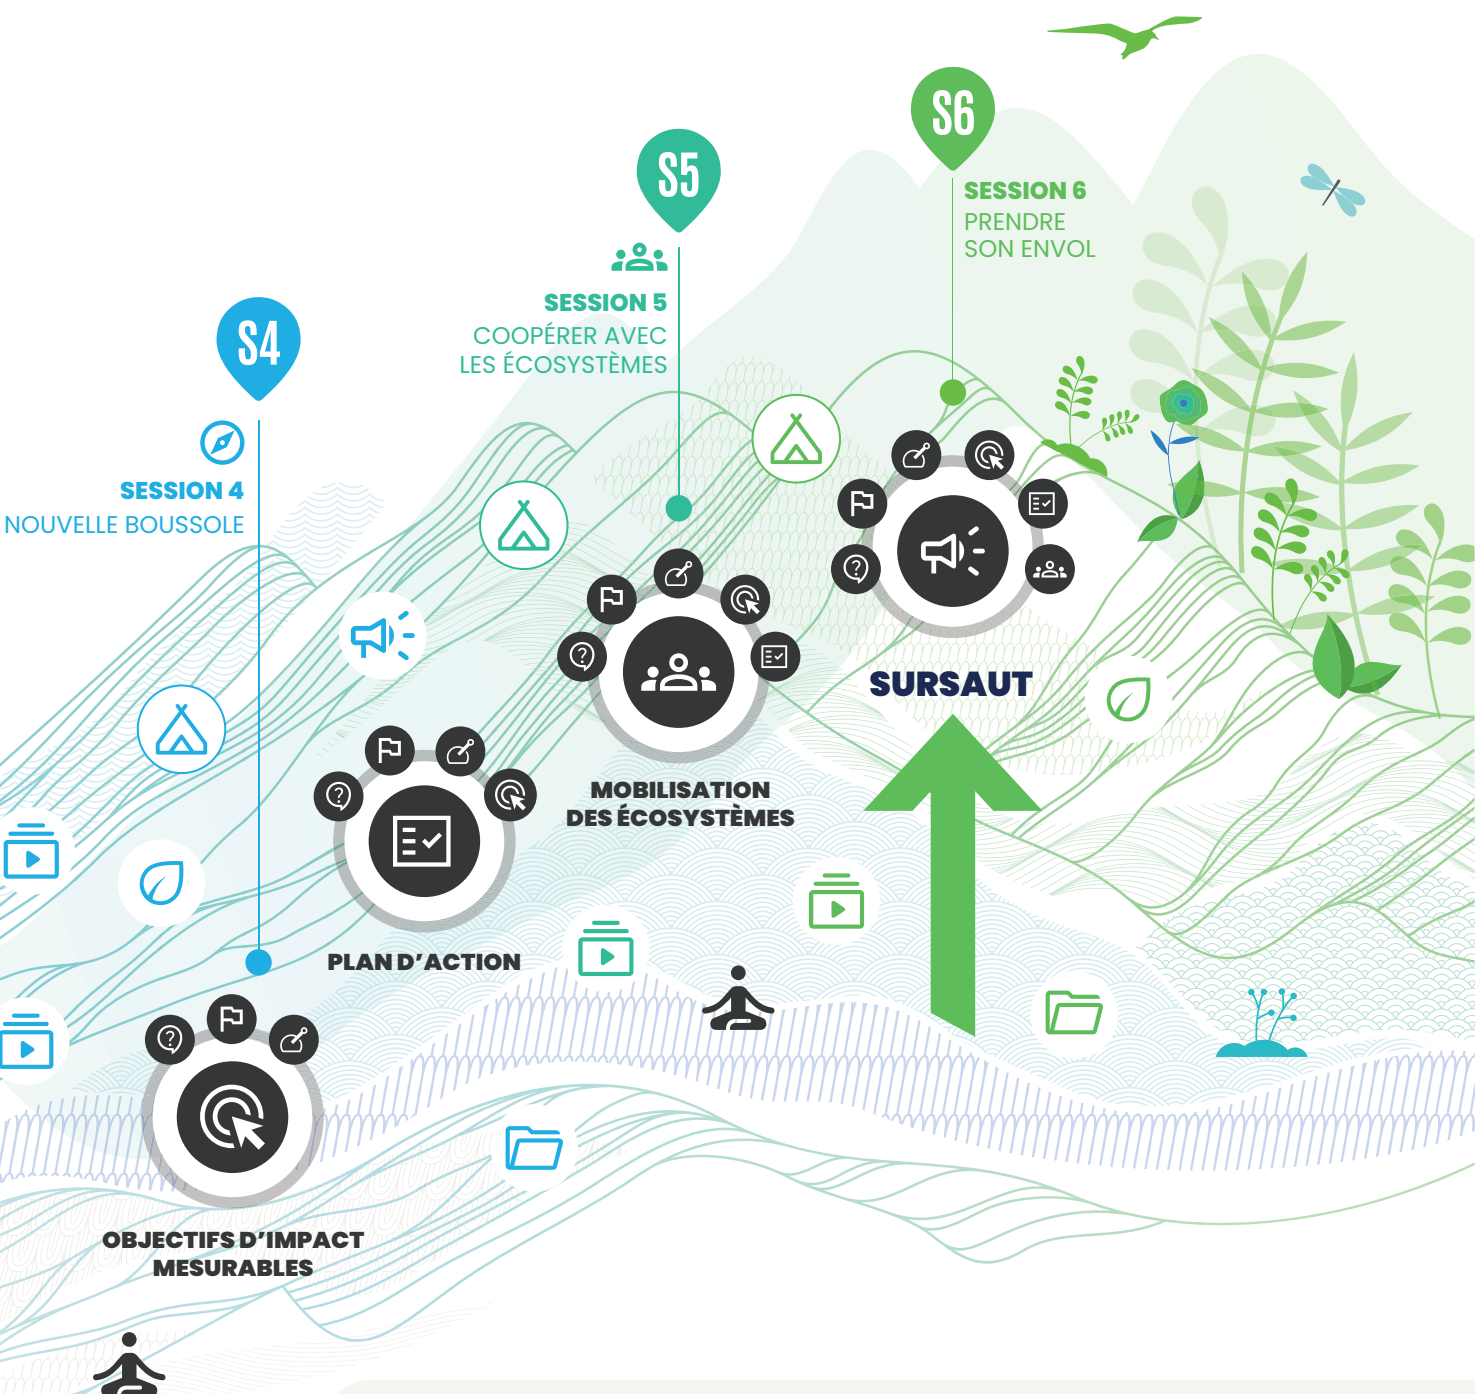 S6
SESSION 6
PRENDRE
SON ENVOL
S5
SESSION 5
COOPÉRER AVEC
LES ÉCOSYSTÈMES
S4
SESSION 4
NOUVELLE BOUSSOLE
SURSAUT
MOBILISATION
DES ÉCOSYSTÈMES
PLAN D'ACTION
OBJECTIFS D'IMPACT
MESURABLES